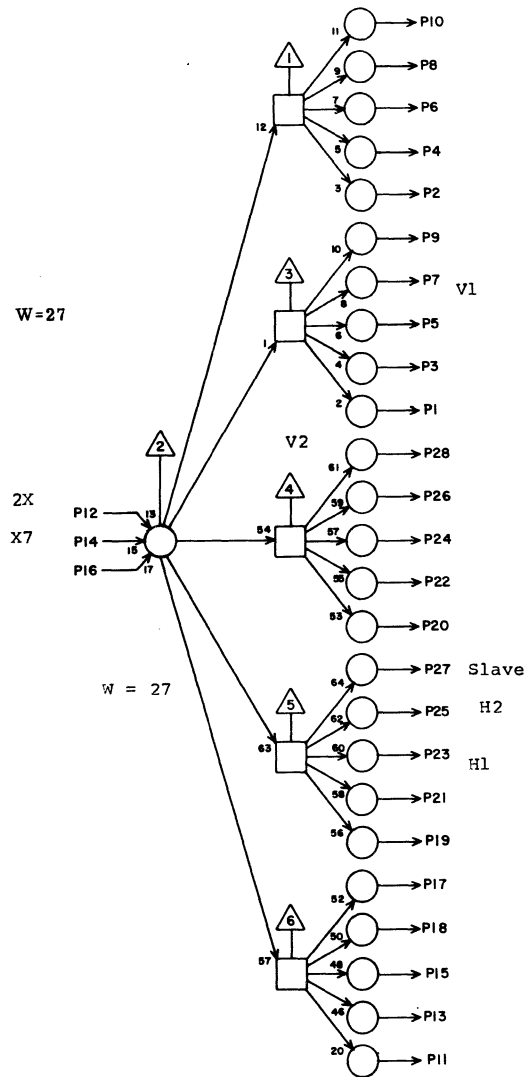 11 P10
1
9 P8
7 P6
12
5 P4
3 P2
10 P9
3
8 P7 V1
W=27
6 P5
1
4 P3
2 P1
V2
2
61 P28
4
59 P26
2X
P12 13
54 57 P24
X7 P14 15
P16 17
55 P22
53 P20
64 P27 Slave
W = 27
5
62 P25 H2
63 60 P23 H1
58 P21
56 P19
52 P17
6
50 P18
57 48 P15
46 P13
20 P11